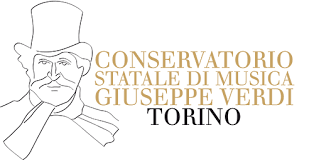 CONSERVATORIO
STATALE DI MUSICA
GIUSEPPE VERDI
TORINO